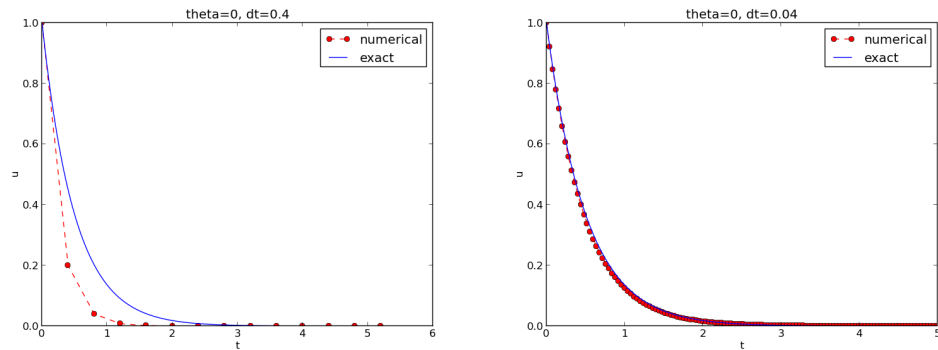 theta=0, dt=0.4
1.0
0.8
0.6
0.4
0.2
0.0
u
0 1 2 3 4 5 6
t
numerical
exact
theta=0, dt=0.04
1.0
0.8
0.6
0.4
0.2
0.0
u
0 1 2 3 4 5
t
numerical
exact